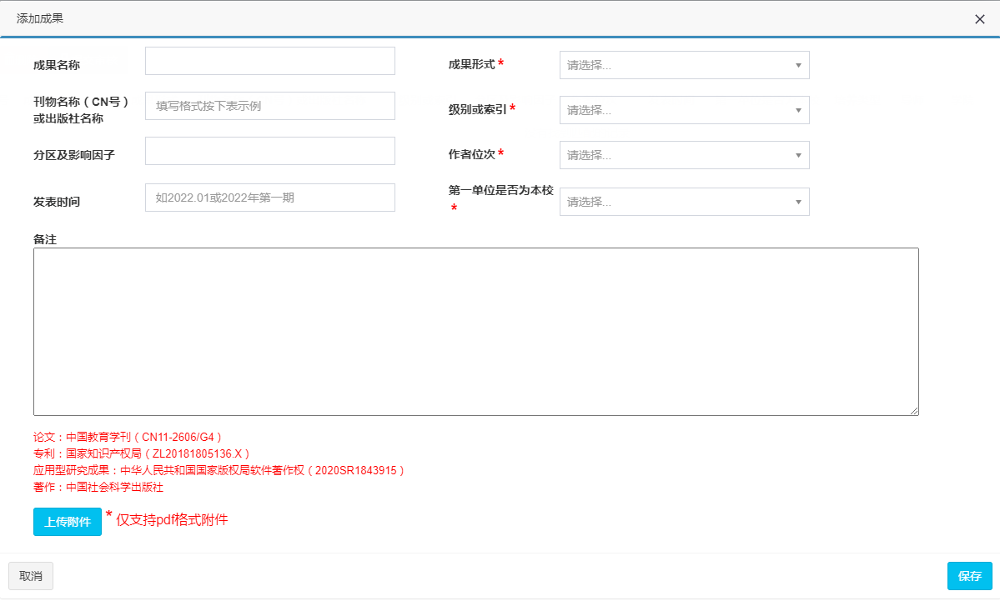 添加成果
成果名称
成果形式*
请选择...
刊物名称（CN号）
或出版社名称
填写格式按下表示例
级别或索引*
请选择...
分区及影响因子
作者位次*
请选择...
发表时间
如2022.01或2022年第一期
第一单位是否为本校
*
请选择...
备注
论文：中国教育学刊（CN11-2606/G4）
专利：国家知识产权局（ZL20181805136.X）
应用型研究成果：中华人民共和国国家版权局软件著作权（2020SR1843915）
著作：中国社会科学出版社
上传附件 * 仅支持pdf格式附件
取消
保存